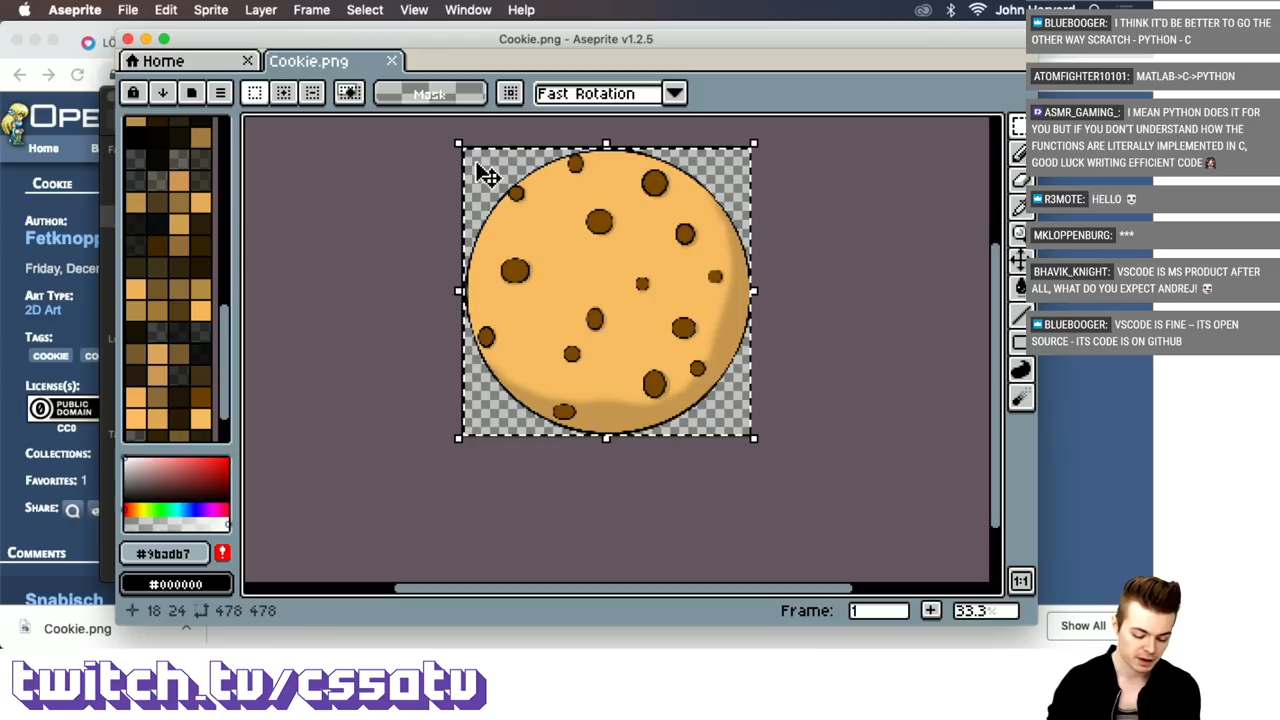 Aseprite File Edit Sprite Layer Frame Select View Window Help
Cookie.png - Aseprite v1.2.5
Home
Cookie.png
Mask
Fast Rotation
OPE
Home B
COOKIE
AUTHOR:
Fetknopp
Friday, Decem
ART TYPE:
2D Art
TAGS:
COOKIE CO
LICENSE(S):
PUBLIC
DOMAIN
CC0
COLLECTIONS:
FAVORITES: 1
SHARE:
COMMENTS
Snabisch
#9badb7
#000000
18 24 478 478
Frame: 1
33.3%
1:1
Cookie.png
Show All
BLUEBOOGER: I THINK IT'D BE BETTER TO GO THE
OTHER WAY SCRATCH - PYTHON - C
ATOMFIGHTER10101: MATLAB->C->PYTHON
ASMR_GAMING_: I MEAN PYTHON DOES IT FOR
YOU BUT IF YOU DON'T UNDERSTAND HOW THE
FUNCTIONS ARE LITERALLY IMPLEMENTED IN C,
GOOD LUCK WRITING EFFICIENT CODE
R3MOTE: HELLO
MKLOPPENBURG: ***
BHAVIK_KNIGHT: VSCODE IS MS PRODUCT AFTER
ALL, WHAT DO YOU EXPECT ANDREJ!
BLUEBOOGER: VSCODE IS FINE – ITS OPEN
SOURCE - ITS CODE IS ON GITHUB
twitch.tv/cs50tv